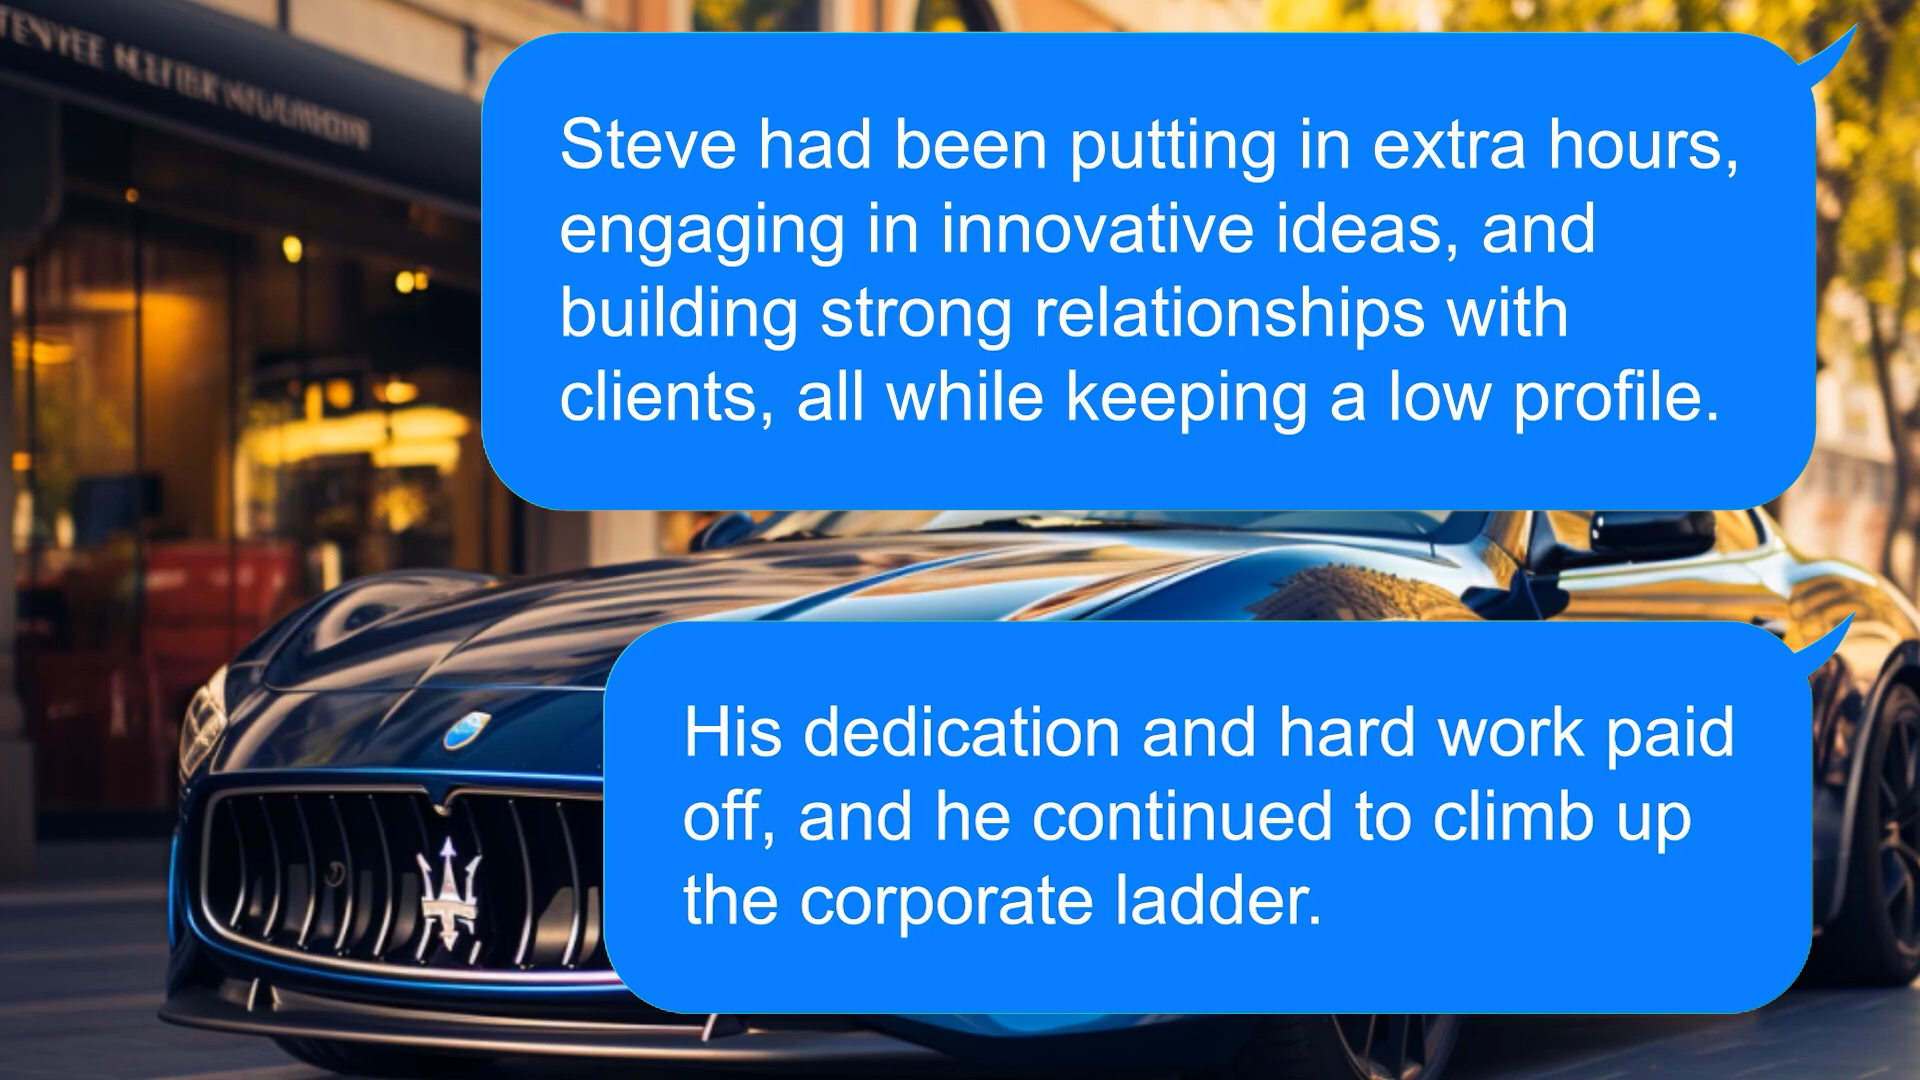 Steve had been putting in extra hours,
engaging in innovative ideas, and
building strong relationships with
clients, all while keeping a low profile.
His dedication and hard work paid
off, and he continued to climb up
the corporate ladder.